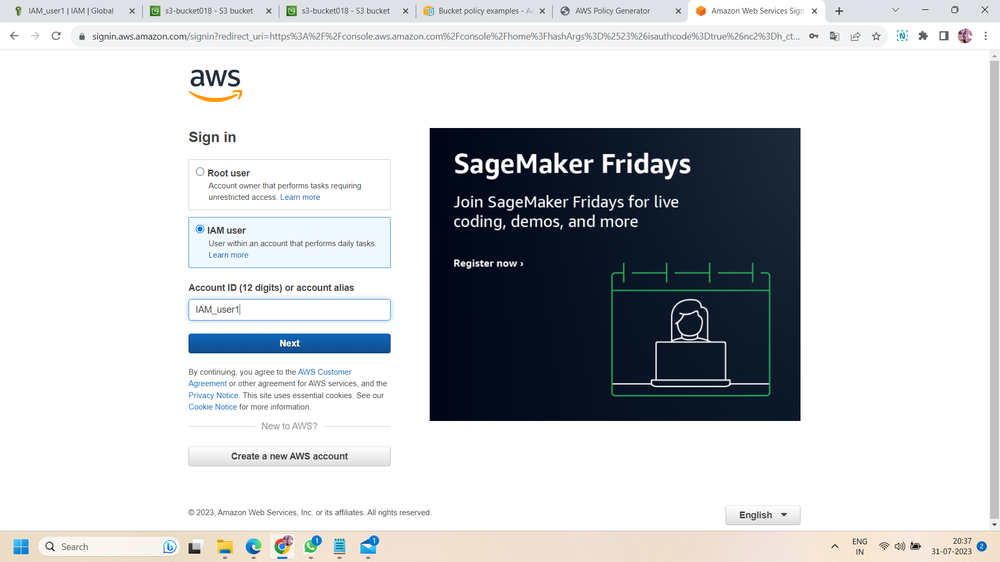 IAM_user1 | IAM | Global
s3-bucket018 - S3 bucket
s3-bucket018 - S3 bucket
Bucket policy examples - Am
AWS Policy Generator
Amazon Web Services Sign-
signin.aws.amazon.com/signin?redirect_uri=https%3A%2F%2Fconsole.aws.amazon.com%2Fconsole%2Fhome%3FhashArgs%3D%2523%26isauthcode%3Dtrue%26nc2%3Dh_ct...
aws
Sign in
Root user
Account owner that performs tasks requiring
unrestricted access. Learn more
IAM user
User within an account that performs daily tasks.
Learn more
Account ID (12 digits) or account alias
IAM_user1
Next
By continuing, you agree to the AWS Customer
Agreement or other agreement for AWS services, and the
Privacy Notice. This site uses essential cookies. See our
Cookie Notice for more information.
New to AWS?
Create a new AWS account
SageMaker Fridays
Join SageMaker Fridays for live
coding, demos, and more
Register now ›
© 2023, Amazon Web Services, Inc. or its affiliates. All rights reserved.
English
Search
1
1
ENG
IN
20:37
31-07-2023
2